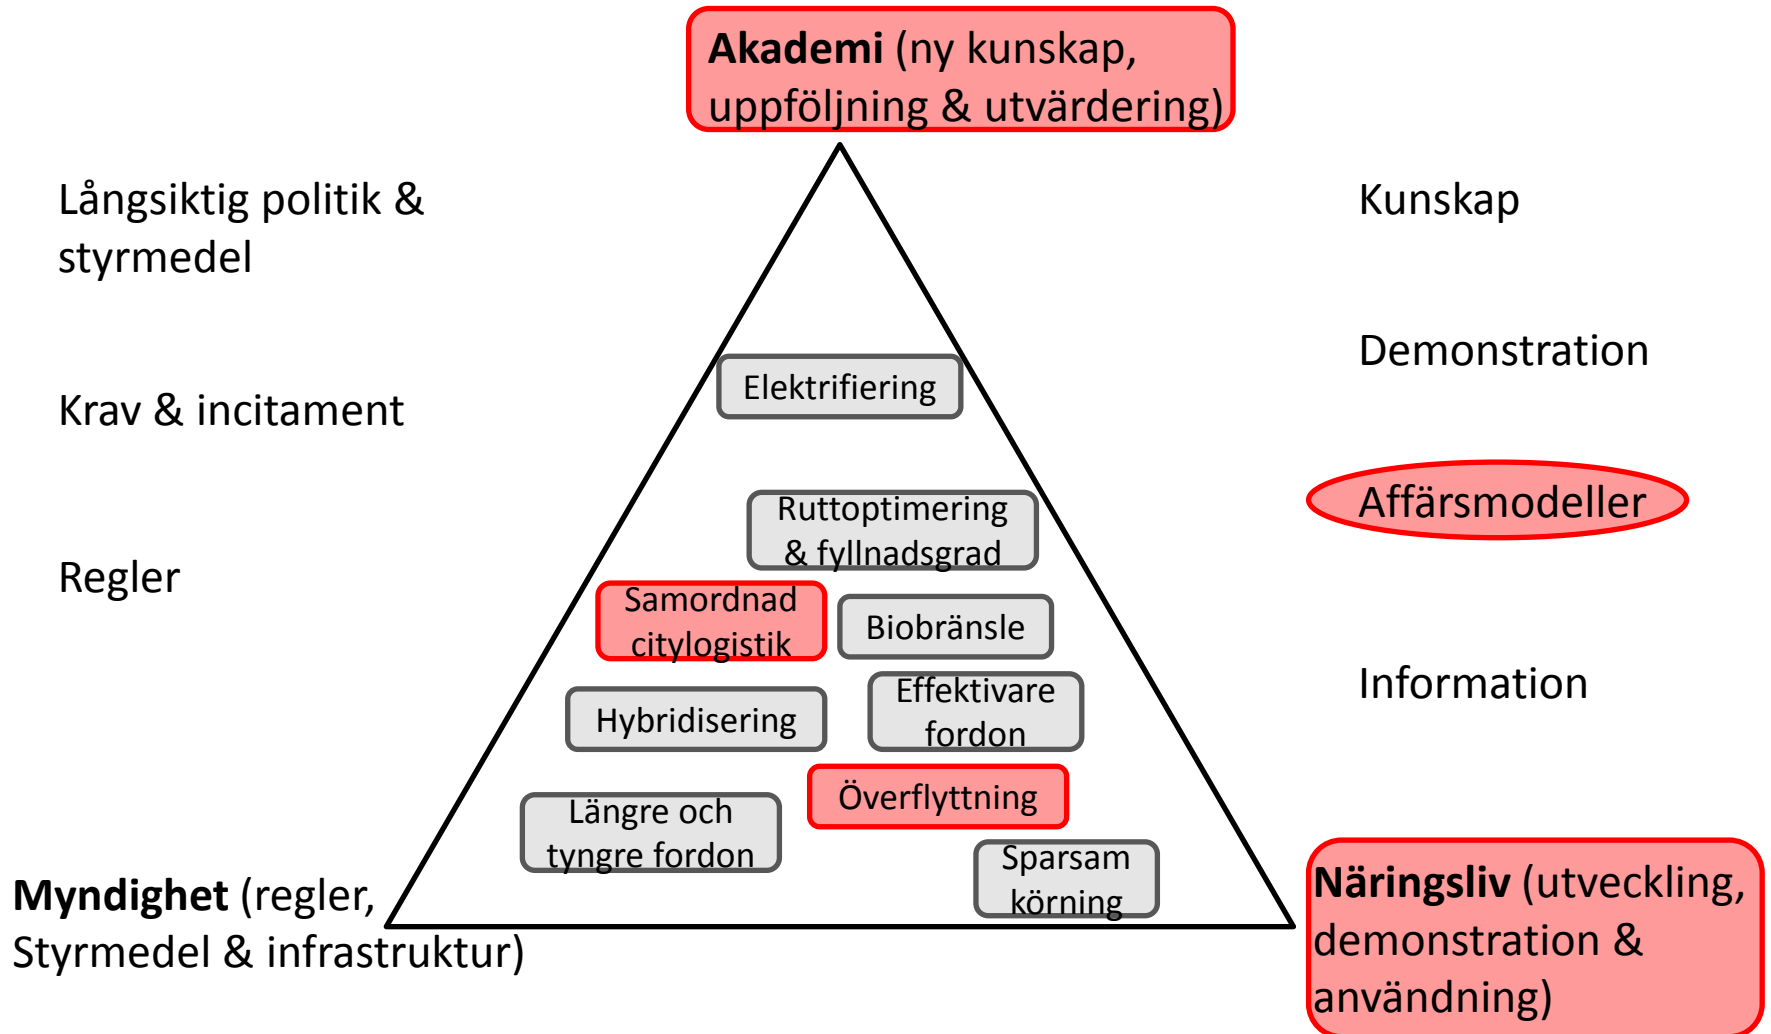 Akademi (ny kunskap,
uppföljning & utvärdering)
Långsiktig politik &
styrmedel
Kunskap
Krav & incitament
Demonstration
Elektrifiering
Regler
Affärsmodeller
Ruttoptimering
& fyllnadsgrad
Samordnad
citylogistik
Biobränsle
Hybridisering
Effektivare
fordon
Information
Överflyttning
Längre och
tyngre fordon
Sparsam
körning
Myndighet (regler,
Styrmedel & infrastruktur)
Näringsliv (utveckling,
demonstration &
användning)